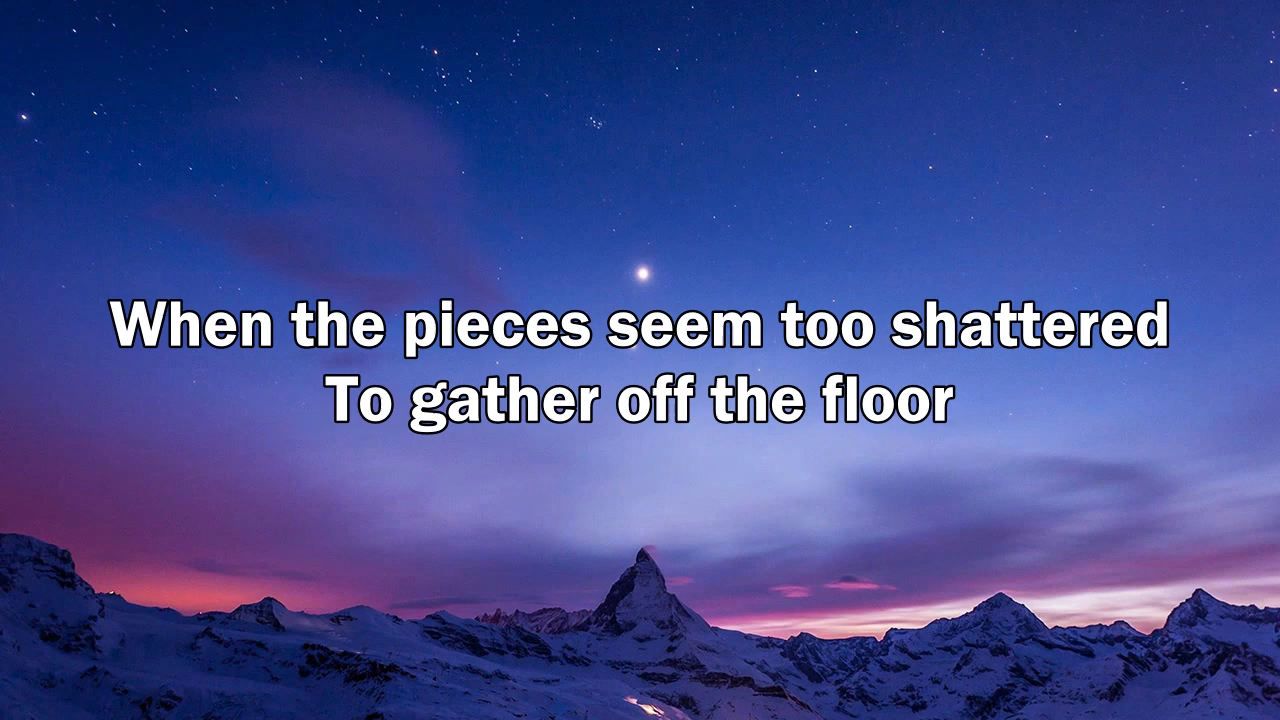 When the pieces seem too shattered
To gather off the floor